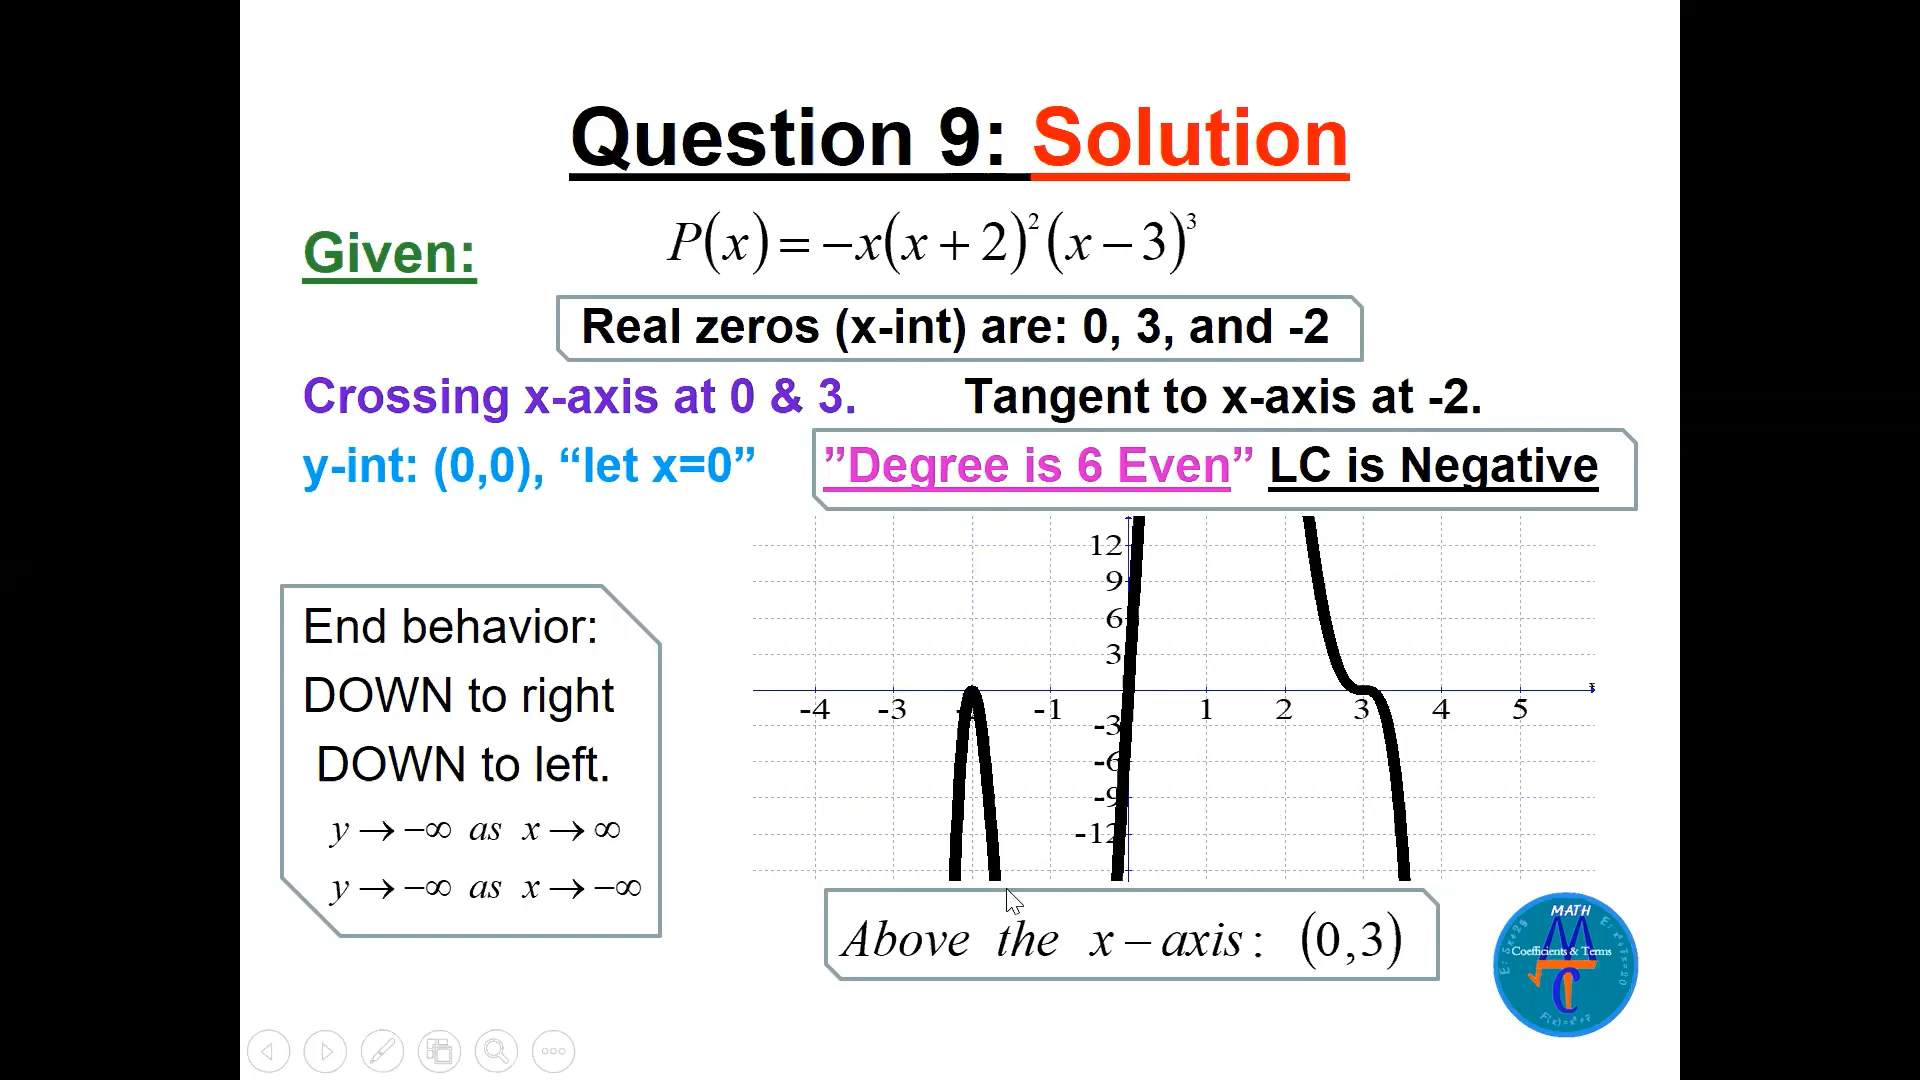 Question 9: Solution
Given:
P(x) = −x(x + 2)²(x − 3)³
Real zeros (x-int) are: 0, 3, and -2
Crossing x-axis at 0 & 3.
Tangent to x-axis at -2.
y-int: (0,0), “let x=0”
”Degree is 6 Even” LC is Negative
End behavior:
DOWN to right
DOWN to left.
y → −∞ as x → ∞
y → −∞ as x → −∞
12
9
6
3
x
-4 -3 -1 1 2 3 4 5
-3
-6
-9
-12
Above the x – axis : (0,3)
MATH
Coefficients & Terms